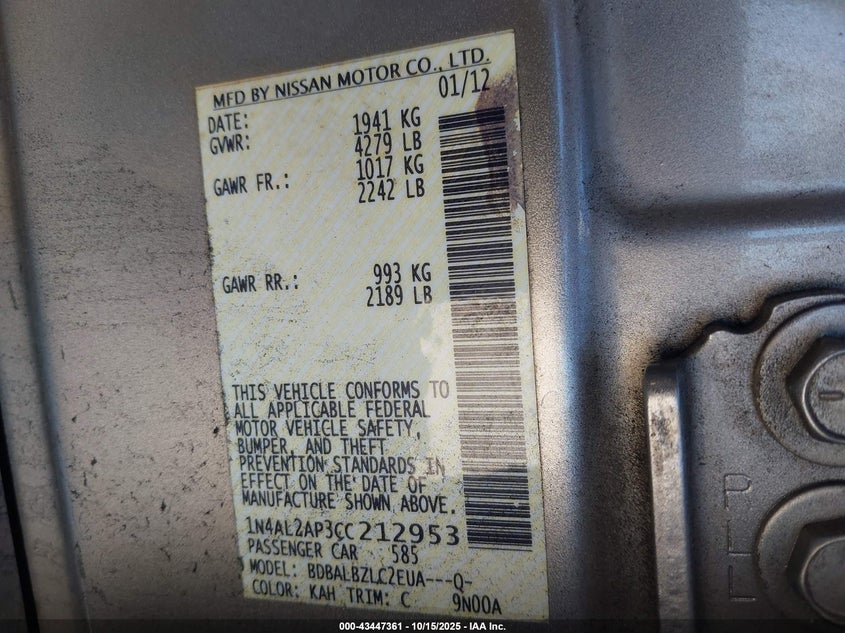 MFD BY NISSAN MOTOR CO., LTD.
DATE: 01/12
GVWR: 1941 KG
4279 LB
GAWR FR.: 1017 KG
2242 LB
GAWR RR.: 993 KG
2189 LB
THIS VEHICLE CONFORMS TO
ALL APPLICABLE FEDERAL
MOTOR VEHICLE SAFETY,
BUMPER, AND THEFT
PREVENTION STANDARDS IN
EFFECT ON THE DATE OF
MANUFACTURE SHOWN ABOVE.
1N4AL2AP3CC212953
PASSENGER CAR 585
MODEL: BDBALBZLC2EUA---Q-
COLOR: KAH TRIM: C 9N00A
000-43447361 - 10/15/2025 - IAA Inc.